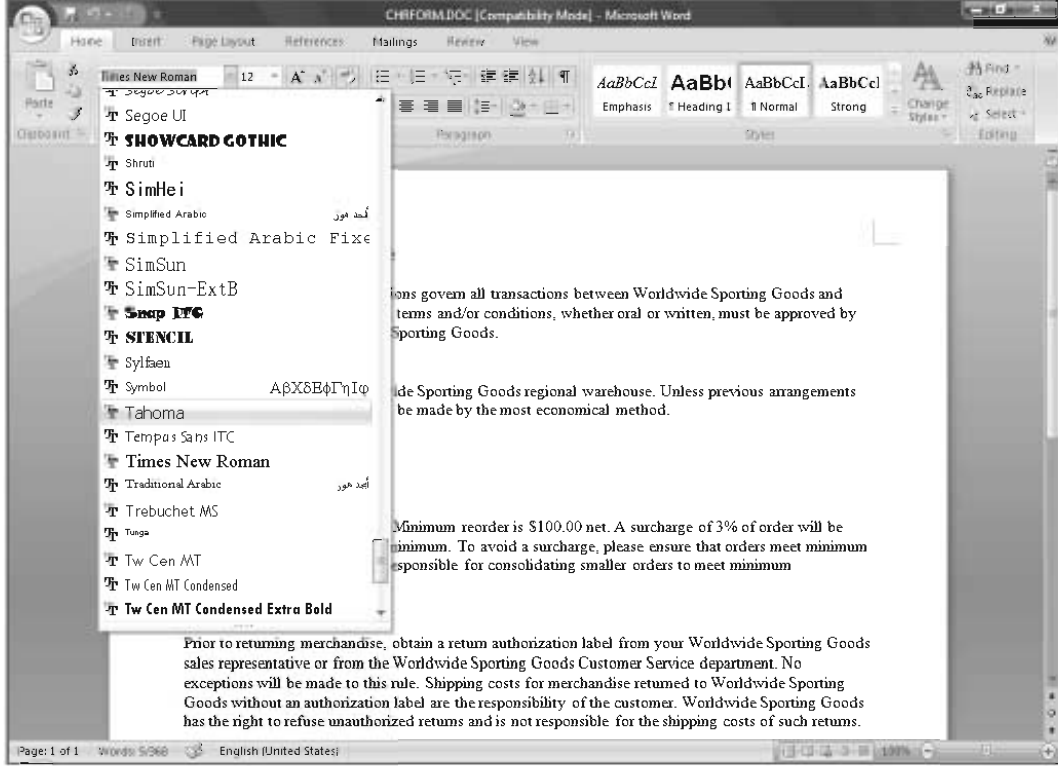 CHRFORM.DOC [Compatibility Mode] - Microsoft Word
Home Insert Page Layout References Mailings Review View
Times New Roman 12
AaBbCcI AaBb( AaBbCcI. AaBbCcl
Emphasis ¶ Heading 1 ¶ Normal Strong
Change Styles
Find
Replace
Select
Paste
Clipboard Paragraph Styles Editing
Segoe Script
Segoe UI
SHOWCARD GOTHIC
Shruti
SimHei
Simplified Arabic أبجد هوز
Simplified Arabic Fixe
SimSun
SimSun-ExtB
Snap ITC
STENCIL
Sylfaen
Symbol ΑβΧδΕφΓηΙφ
Tahoma
Tempus Sans ITC
Times New Roman
Traditional Arabic أبجد هوز
Trebuchet MS
Tunga
Tw Cen MT
Tw Cen MT Condensed
Tw Cen MT Condensed Extra Bold
ions govern all transactions between Worldwide Sporting Goods and
terms and/or conditions, whether oral or written, must be approved by
Sporting Goods.
ide Sporting Goods regional warehouse. Unless previous arrangements
be made by the most economical method.
Minimum reorder is $100.00 net. A surcharge of 3% of order will be
minimum. To avoid a surcharge, please ensure that orders meet minimum
esponsible for consolidating smaller orders to meet minimum
Prior to returning merchandise, obtain a return authorization label from your Worldwide Sporting Goods
sales representative or from the Worldwide Sporting Goods Customer Service department. No
exceptions will be made to this rule. Shipping costs for merchandise returned to Worldwide Sporting
Goods without an authorization label are the responsibility of the customer. Worldwide Sporting Goods
has the right to refuse unauthorized returns and is not responsible for the shipping costs of such returns.
Page: 1 of 1 Words: 5/368 English (United States) 100%